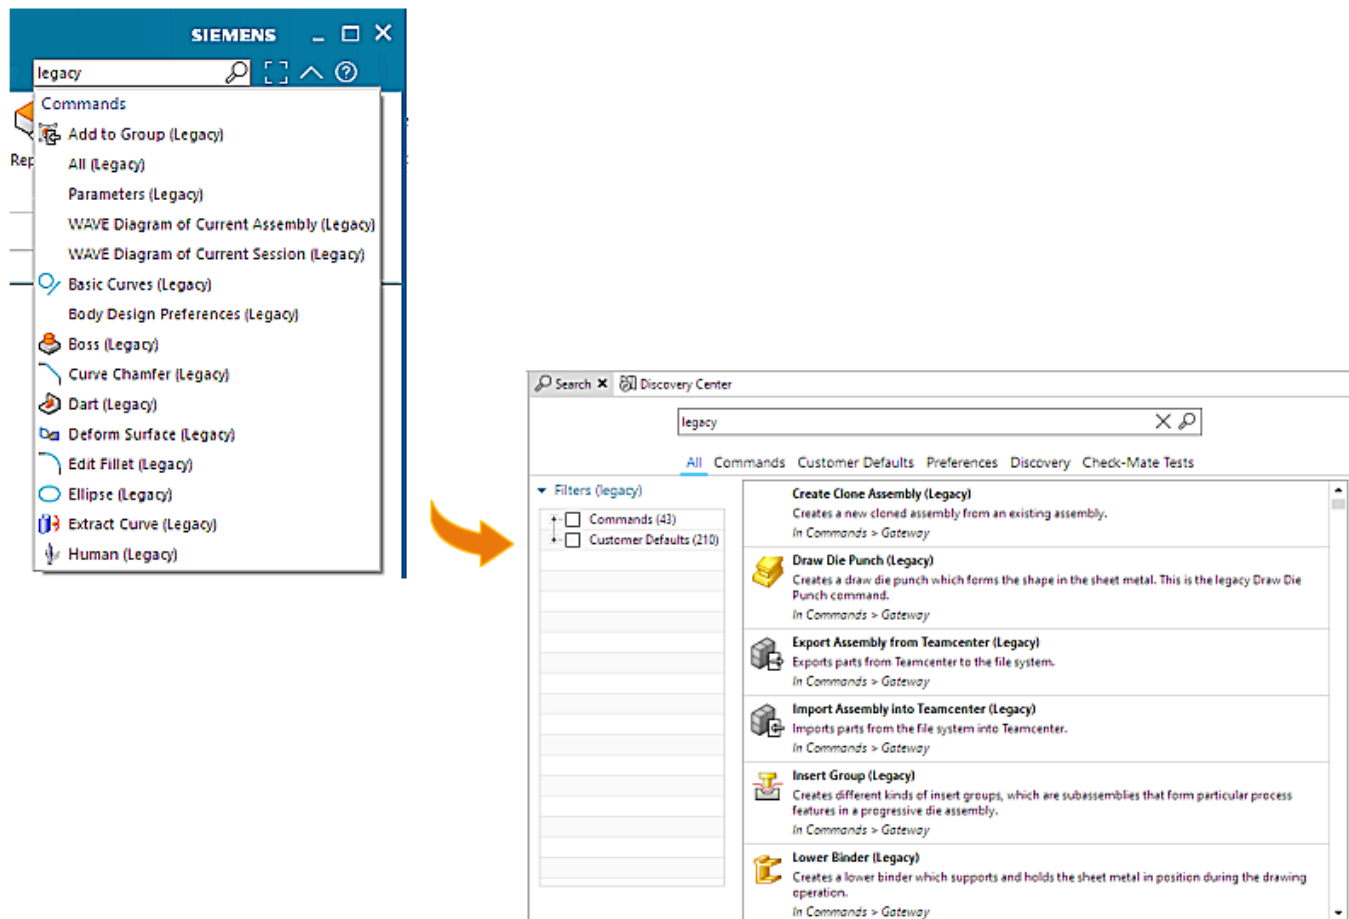 SIEMENS
legacy
Commands
Add to Group (Legacy)
Rep
All (Legacy)
Parameters (Legacy)
WAVE Diagram of Current Assembly (Legacy)
WAVE Diagram of Current Session (Legacy)
Basic Curves (Legacy)
Body Design Preferences (Legacy)
Boss (Legacy)
Curve Chamfer (Legacy)
Dart (Legacy)
Deform Surface (Legacy)
Edit Fillet (Legacy)
Ellipse (Legacy)
Extract Curve (Legacy)
Human (Legacy)
Search Discovery Center
legacy
All Commands Customer Defaults Preferences Discovery Check-Mate Tests
Filters (legacy)
Commands (43)
Customer Defaults (210)
Create Clone Assembly (Legacy)
Creates a new cloned assembly from an existing assembly.
In Commands > Gateway
Draw Die Punch (Legacy)
Creates a draw die punch which forms the shape in the sheet metal. This is the legacy Draw Die
Punch command.
In Commands > Gateway
Export Assembly from Teamcenter (Legacy)
Exports parts from Teamcenter to the file system.
In Commands > Gateway
Import Assembly into Teamcenter (Legacy)
Imports parts from the file system into Teamcenter.
In Commands > Gateway
Insert Group (Legacy)
Creates different kinds of insert groups, which are subassemblies that form particular process
features in a progressive die assembly.
In Commands > Gateway
Lower Binder (Legacy)
Creates a lower binder which supports and holds the sheet metal in position during the drawing
operation.
In Commands > Gateway